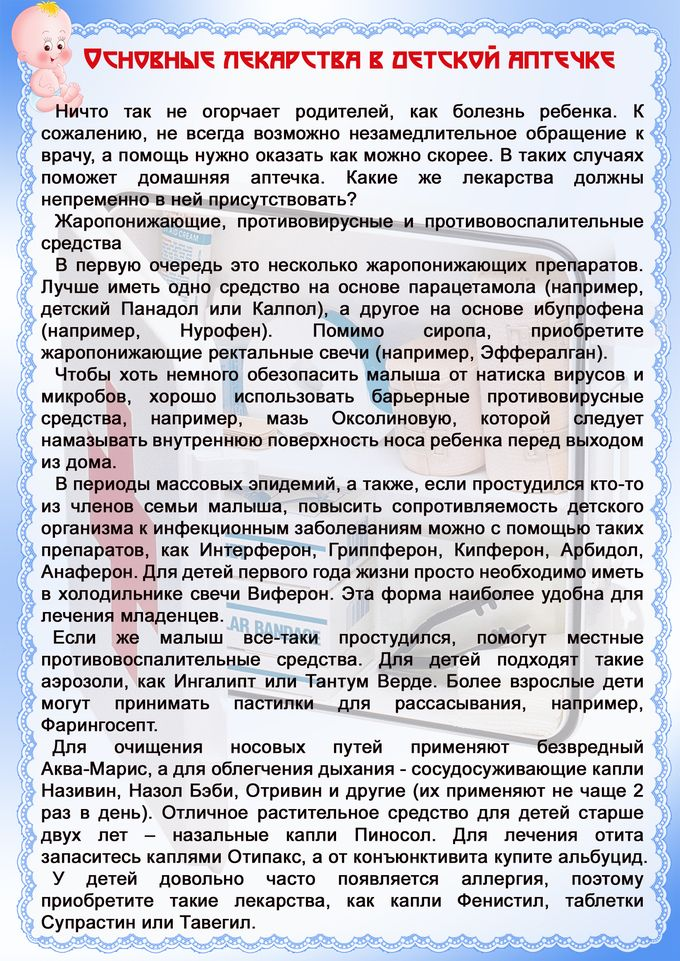 Основные лекарства в детской аптечке
Ничто так не огорчает родителей, как болезнь ребенка. К
сожалению, не всегда возможно незамедлительное обращение к
врачу, а помощь нужно оказать как можно скорее. В таких случаях
поможет домашняя аптечка. Какие же лекарства должны
непременно в ней присутствовать?
Жаропонижающие, противовирусные и противовоспалительные
средства
В первую очередь это несколько жаропонижающих препаратов.
Лучше иметь одно средство на основе парацетамола (например,
детский Панадол или Калпол), а другое на основе ибупрофена
(например, Нурофен). Помимо сиропа, приобретите
жаропонижающие ректальные свечи (например, Эффералган).
Чтобы хоть немного обезопасить малыша от натиска вирусов и
микробов, хорошо использовать барьерные противовирусные
средства, например, мазь Оксолиновую, которой следует
намазывать внутреннюю поверхность носа ребенка перед выходом
из дома.
В периоды массовых эпидемий, а также, если простудился кто-то
из членов семьи малыша, повысить сопротивляемость детского
организма к инфекционным заболеваниям можно с помощью таких
препаратов, как Интерферон, Гриппферон, Кипферон, Арбидол,
Анаферон. Для детей первого года жизни просто необходимо иметь
в холодильнике свечи Виферон. Эта форма наиболее удобна для
лечения младенцев.
LAR BANDAGE
Если же малыш все-таки простудился, помогут местные
противовоспалительные средства. Для детей подходят такие
аэрозоли, как Ингалипт или Тантум Верде. Более взрослые дети
могут принимать пастилки для рассасывания, например,
Фарингосепт.
Для очищения носовых путей применяют безвредный
Аква-Марис, а для облегчения дыхания - сосудосуживающие капли
Називин, Назол Бэби, Отривин и другие (их применяют не чаще 2
раз в день). Отличное растительное средство для детей старше
двух лет – назальные капли Пиносол. Для лечения отита
запаситесь каплями Отипакс, а от конъюнктивита купите альбуцид.
У детей довольно часто появляется аллергия, поэтому
приобретите такие лекарства, как капли Фенистил, таблетки
Супрастин или Тавегил.